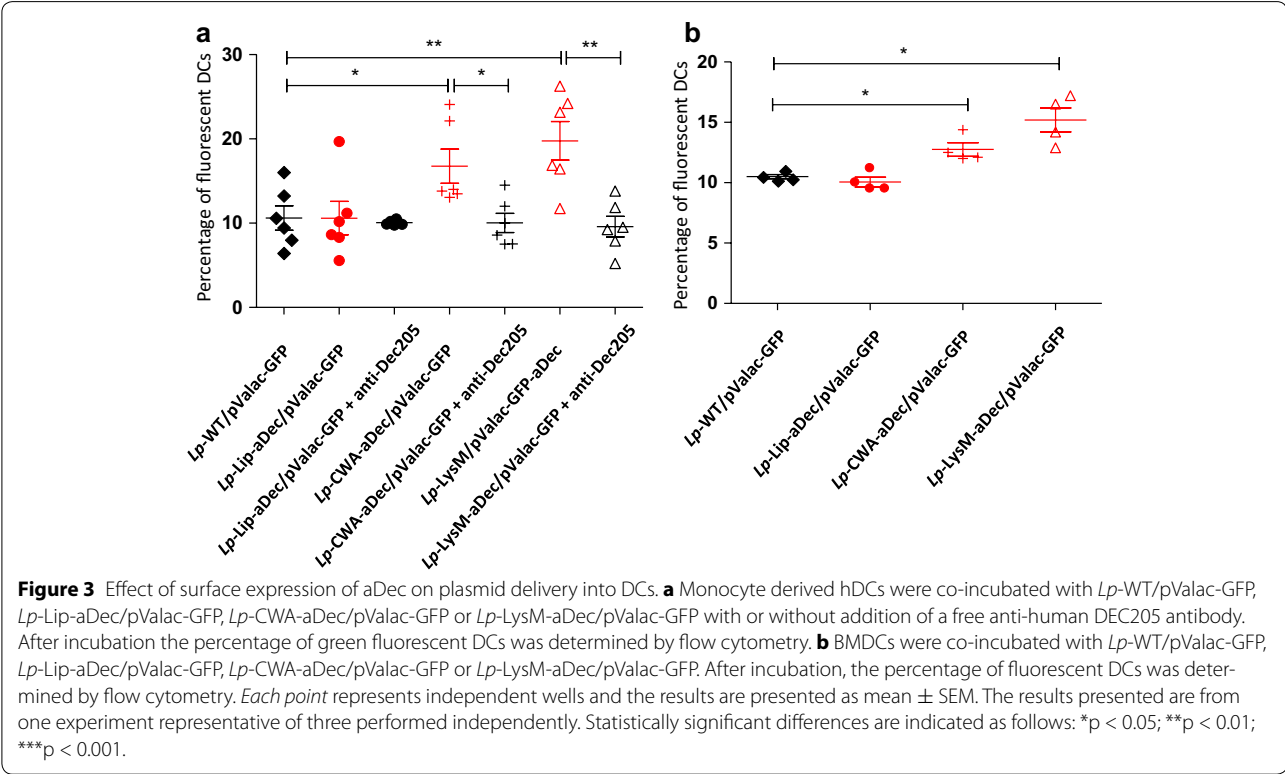 a
30
20
10
0
Percentage of fluorescent DCs
**
**
*
*
Lp-WT/pValac-GFP
Lp-Lip-aDec/pValac-GFP
Lp-Lip-aDec/pValac-GFP + anti-Dec205
Lp-CWA-aDec/pValac-GFP
Lp-CWA-aDec/pValac-GFP + anti-Dec205
Lp-LysM/pValac-GFP-aDec
Lp-LysM-aDec/pValac-GFP + anti-Dec205
b
20
15
10
5
0
Percentage of fluorescent DCs
*
*
Lp-WT/pValac-GFP
Lp-Lip-aDec/pValac-GFP
Lp-CWA-aDec/pValac-GFP
Lp-LysM-aDec/pValac-GFP
Figure 3 Effect of surface expression of aDec on plasmid delivery into DCs. a Monocyte derived hDCs were co-incubated with Lp-WT/pValac-GFP,
Lp-Lip-aDec/pValac-GFP, Lp-CWA-aDec/pValac-GFP or Lp-LysM-aDec/pValac-GFP with or without addition of a free anti-human DEC205 antibody.
After incubation the percentage of green fluorescent DCs was determined by flow cytometry. b BMDCs were co-incubated with Lp-WT/pValac-GFP,
Lp-Lip-aDec/pValac-GFP, Lp-CWA-aDec/pValac-GFP or Lp-LysM-aDec/pValac-GFP. After incubation, the percentage of fluorescent DCs was deter-
mined by flow cytometry. Each point represents independent wells and the results are presented as mean ± SEM. The results presented are from
one experiment representative of three performed independently. Statistically significant differences are indicated as follows: *p < 0.05; **p < 0.01;
***p < 0.001.